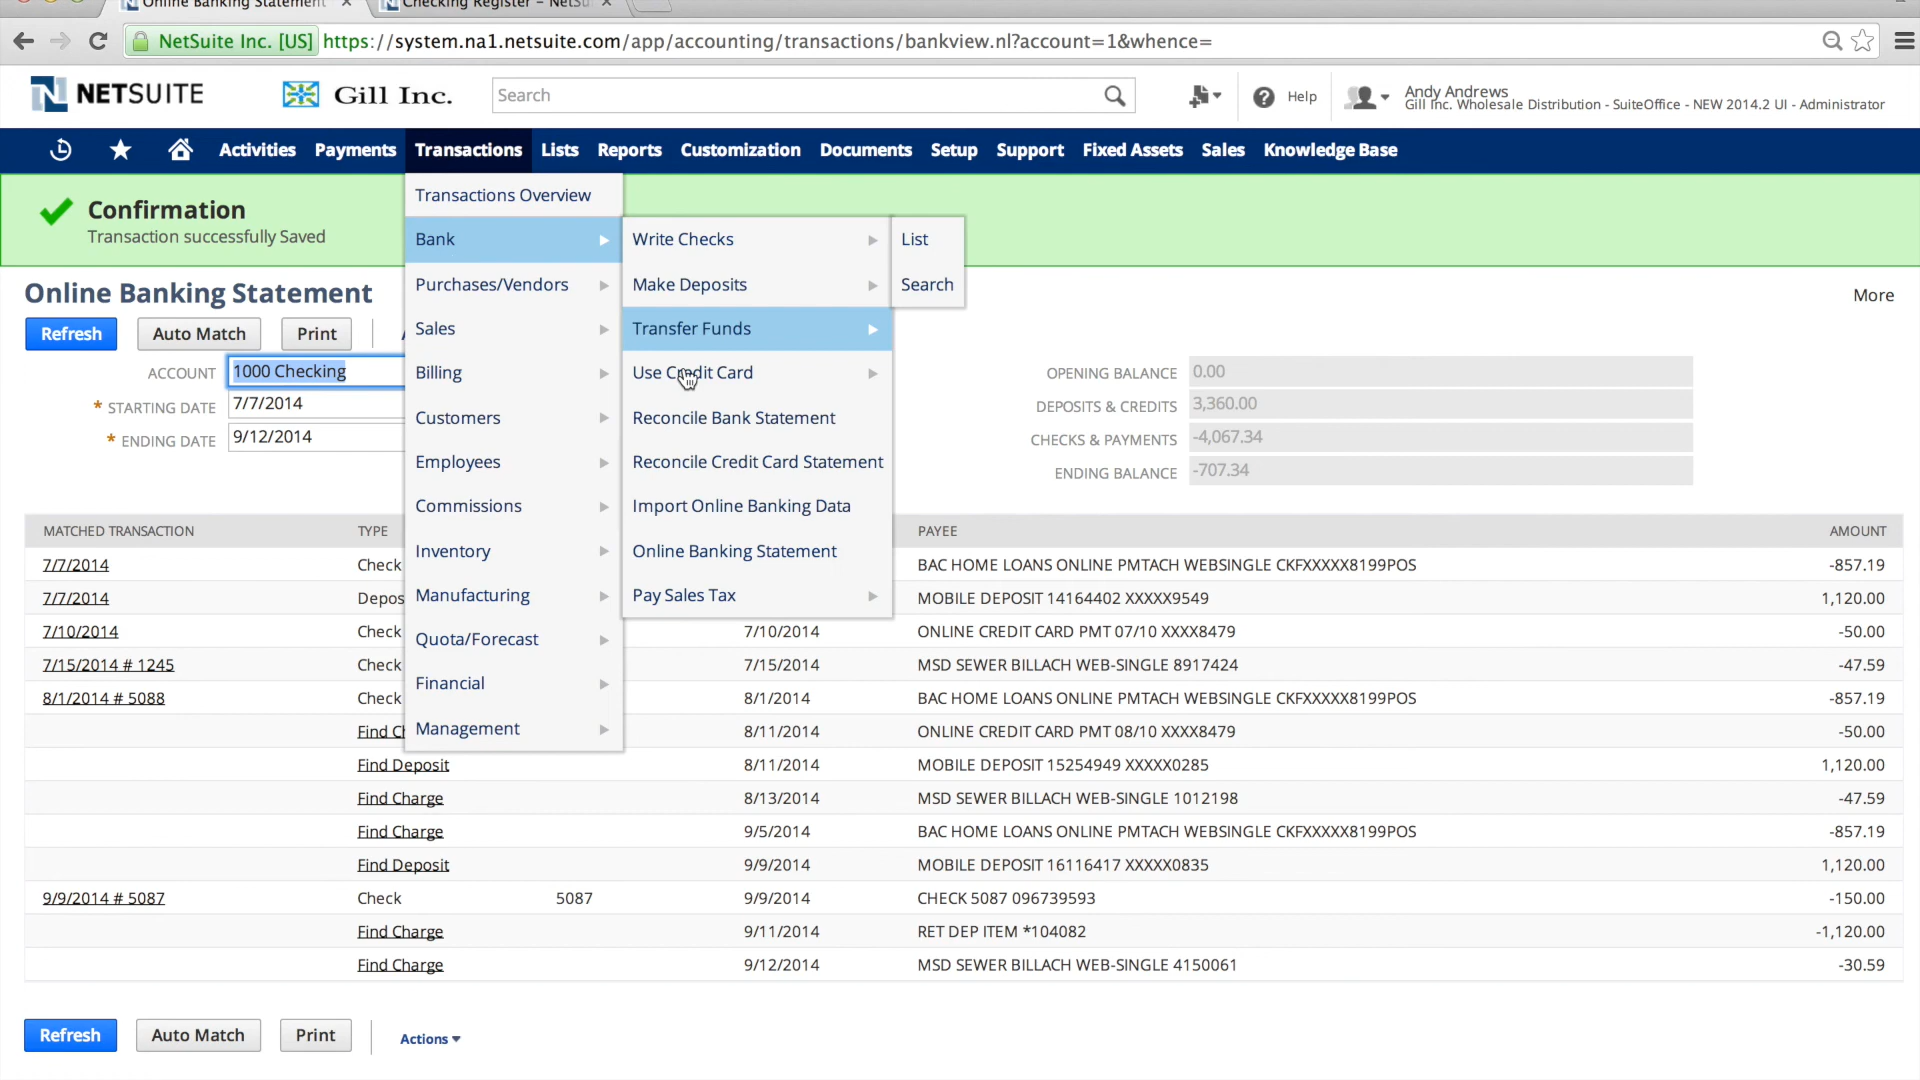 Online Banking Statement × Checking Register – NetSu ×
NetSuite Inc. [US] https://system.na1.netsuite.com/app/accounting/transactions/bankview.nl?account=1&whence=
NETSUITE Gill Inc. Search Help Andy Andrews
Gill Inc. Wholesale Distribution - SuiteOffice - NEW 2014.2 UI - Administrator
Activities Payments Transactions Lists Reports Customization Documents Setup Support Fixed Assets Sales Knowledge Base
Confirmation
Transaction successfully Saved
Transactions Overview
Bank
Purchases/Vendors
Sales
Billing
Customers
Employees
Commissions
Inventory
Manufacturing
Quota/Forecast
Financial
Management
Write Checks
Make Deposits
Transfer Funds
Use Credit Card
Reconcile Bank Statement
Reconcile Credit Card Statement
Import Online Banking Data
Online Banking Statement
Pay Sales Tax
List
Search
Online Banking Statement More
Refresh Auto Match Print
ACCOUNT 1000 Checking
* STARTING DATE 7/7/2014
* ENDING DATE 9/12/2014
OPENING BALANCE 0.00
DEPOSITS & CREDITS 3,360.00
CHECKS & PAYMENTS -4,067.34
ENDING BALANCE -707.34
MATCHED TRANSACTION TYPE PAYEE AMOUNT
7/7/2014 Check BAC HOME LOANS ONLINE PMTACH WEBSINGLE CKFXXXXX8199POS -857.19
7/7/2014 Depos MOBILE DEPOSIT 14164402 XXXXX9549 1,120.00
7/10/2014 Check 7/10/2014 ONLINE CREDIT CARD PMT 07/10 XXXX8479 -50.00
7/15/2014 # 1245 Check 7/15/2014 MSD SEWER BILLACH WEB-SINGLE 8917424 -47.59
8/1/2014 # 5088 Check 8/1/2014 BAC HOME LOANS ONLINE PMTACH WEBSINGLE CKFXXXXX8199POS -857.19
Find Ch 8/11/2014 ONLINE CREDIT CARD PMT 08/10 XXXX8479 -50.00
Find Deposit 8/11/2014 MOBILE DEPOSIT 15254949 XXXXX0285 1,120.00
Find Charge 8/13/2014 MSD SEWER BILLACH WEB-SINGLE 1012198 -47.59
Find Charge 9/5/2014 BAC HOME LOANS ONLINE PMTACH WEBSINGLE CKFXXXXX8199POS -857.19
Find Deposit 9/9/2014 MOBILE DEPOSIT 16116417 XXXXX0835 1,120.00
9/9/2014 # 5087 Check 5087 9/9/2014 CHECK 5087 096739593 -150.00
Find Charge 9/11/2014 RET DEP ITEM *104082 -1,120.00
Find Charge 9/12/2014 MSD SEWER BILLACH WEB-SINGLE 4150061 -30.59
Refresh Auto Match Print Actions